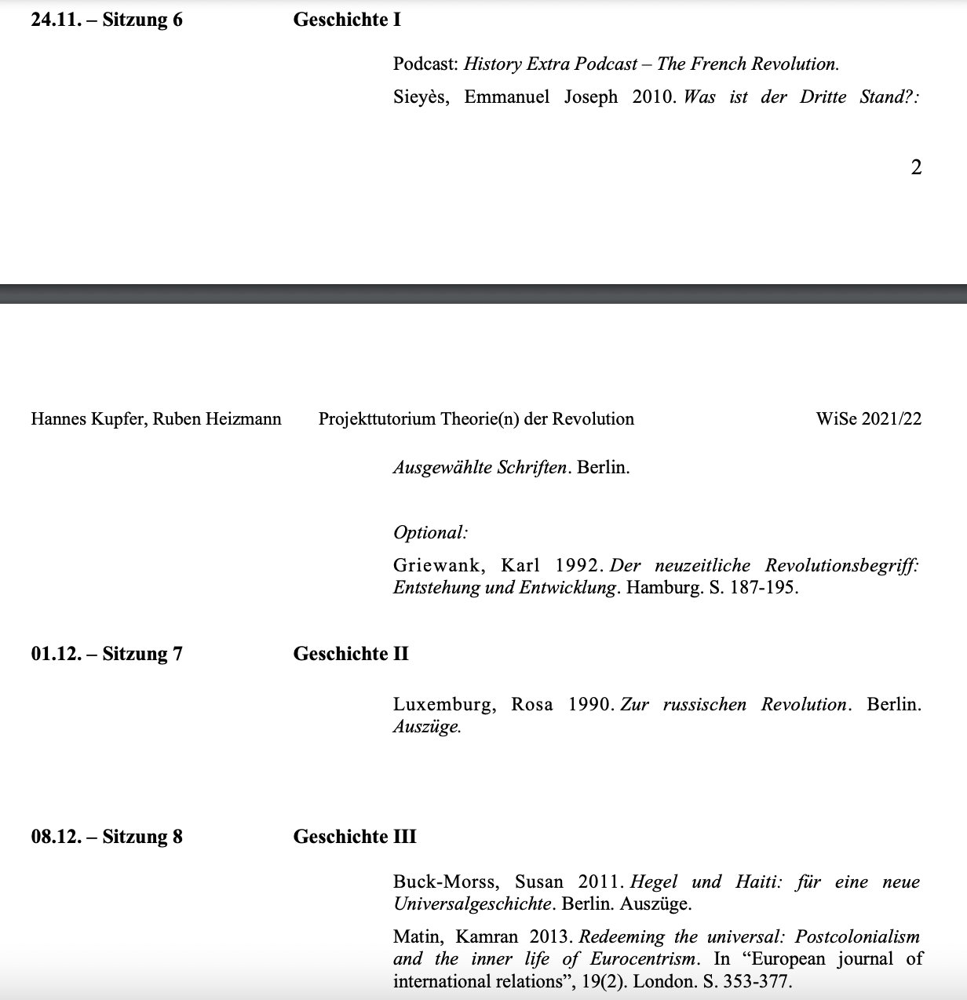 24.11. – Sitzung 6 Geschichte I
Podcast: History Extra Podcast – The French Revolution.
Sieyès, Emmanuel Joseph 2010. Was ist der Dritte Stand?:
2
Hannes Kupfer, Ruben Heizmann Projekttutorium Theorie(n) der Revolution WiSe 2021/22
Ausgewählte Schriften. Berlin.
Optional:
Griewank, Karl 1992. Der neuzeitliche Revolutionsbegriff:
Entstehung und Entwicklung. Hamburg. S. 187-195.
01.12. – Sitzung 7 Geschichte II
Luxemburg, Rosa 1990. Zur russischen Revolution. Berlin.
Auszüge.
08.12. – Sitzung 8 Geschichte III
Buck-Morss, Susan 2011. Hegel und Haiti: für eine neue
Universalgeschichte. Berlin. Auszüge.
Matin, Kamran 2013. Redeeming the universal: Postcolonialism
and the inner life of Eurocentrism. In “European journal of
international relations”, 19(2). London. S. 353-377.